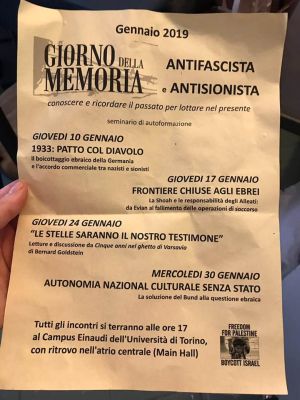 Gennaio 2019
GIORNO DELLA
MEMORIA
ANTIFASCISTA
e ANTISIONISTA
conoscere e ricordare il passato per lottare nel presente
seminario di autoformazione
GIOVEDI 10 GENNAIO
1933: PATTO COL DIAVOLO
Il boicottaggio ebraico della Germania
e l'accordo commerciale tra nazisti e sionisti
GIOVEDI 17 GENNAIO
FRONTIERE CHIUSE AGLI EBREI
La Shoah e le responsabilità degli Alleati:
da Evian al fallimento delle operazioni di soccorso
GIOVEDI 24 GENNAIO
"LE STELLE SARANNO IL NOSTRO TESTIMONE"
Letture e discussione da Cinque anni nel ghetto di Varsavia
di Bernard Goldstein
MERCOLEDI 30 GENNAIO
AUTONOMIA NAZIONAL CULTURALE SENZA STATO
La soluzione del Bund alla questione ebraica
Tutti gli incontri si terranno alle ore 17
al Campus Einaudi dell'Università di Torino,
con ritrovo nell'atrio centrale (Main Hall)
FREEDOM
FOR PALESTINE
BOYCOTT ISRAEL